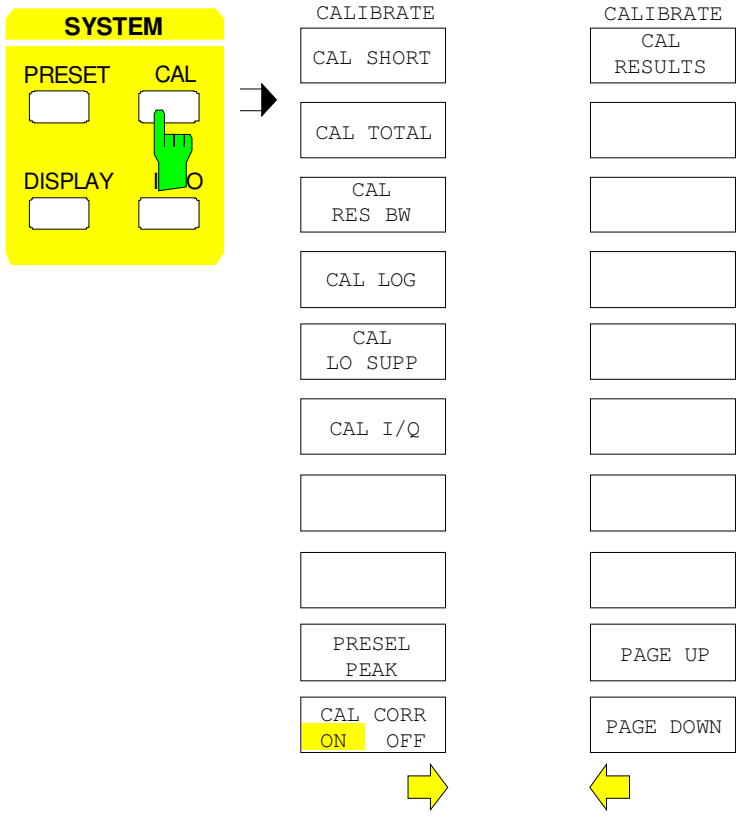 SYSTEM
PRESET CAL
DISPLAY
CALIBRATE
CAL SHORT
CAL TOTAL
CAL
RES BW
CAL LOG
CAL
LO SUPP
CAL I/Q
PRESEL
PEAK
CAL CORR
ON OFF
CALIBRATE
CAL
RESULTS
PAGE UP
PAGE DOWN